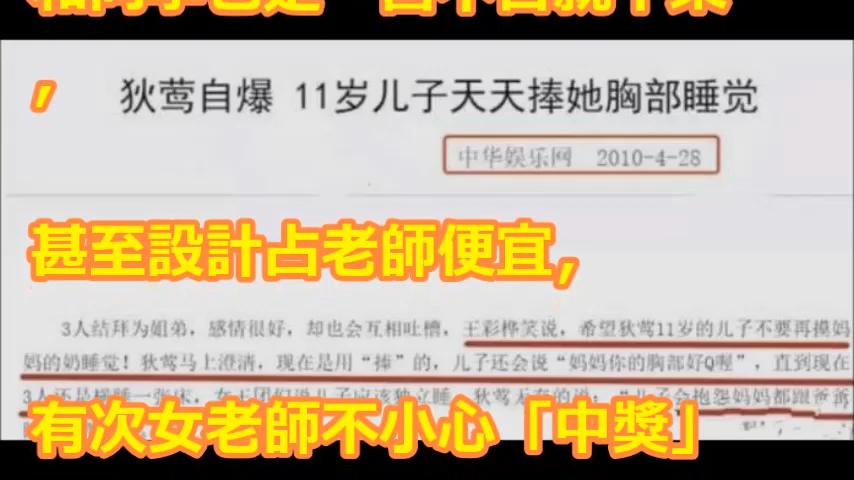 狄莺自爆 11岁儿子天天捧她胸部睡觉
，
中华娱乐网 2010-4-28
甚至設計占老師便宜，
3人结拜为姐弟，感情很好，却也会互相吐槽，王彩桦笑说，希望狄莺11岁的儿子不要再摸妈
妈的奶睡觉！狄莺马上澄清，现在是用“捧”的，儿子还会说“妈妈你的胸部好Q喔”，直到现在
有次女老師不小心「中獎」